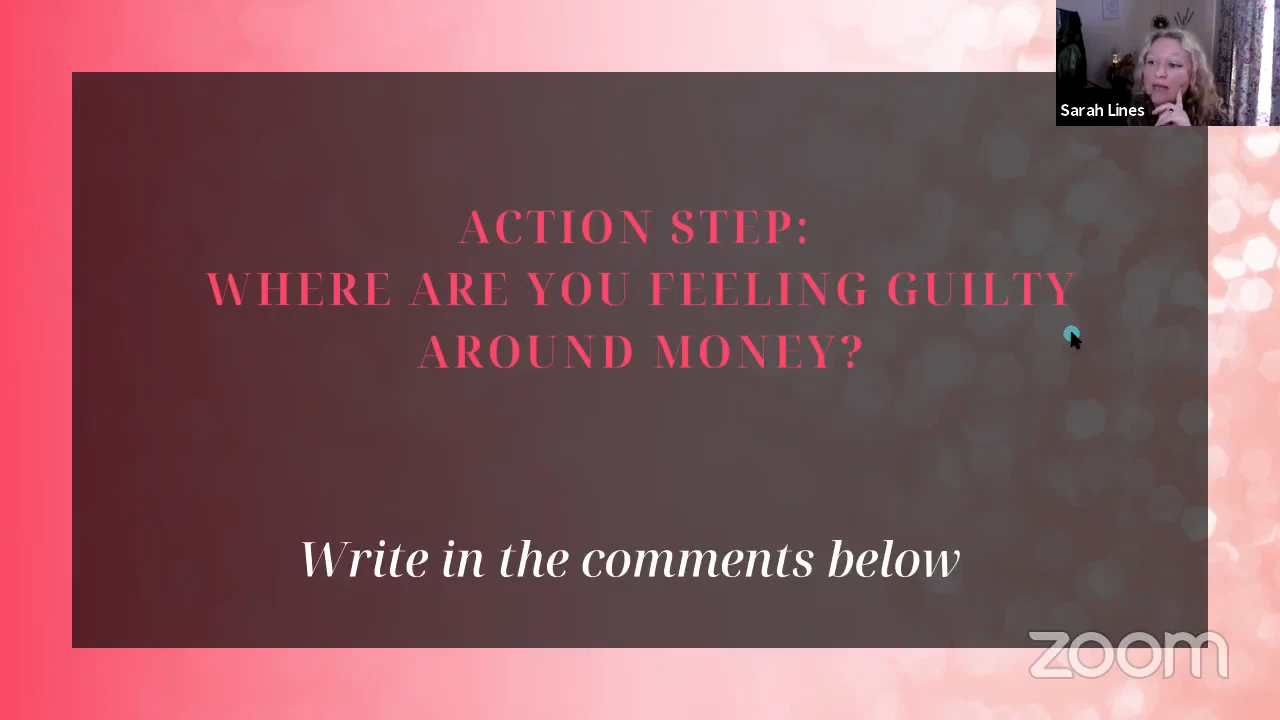 Sarah Lines
ACTION STEP:
WHERE ARE YOU FEELING GUILTY
AROUND MONEY?
Write in the comments below
zoom